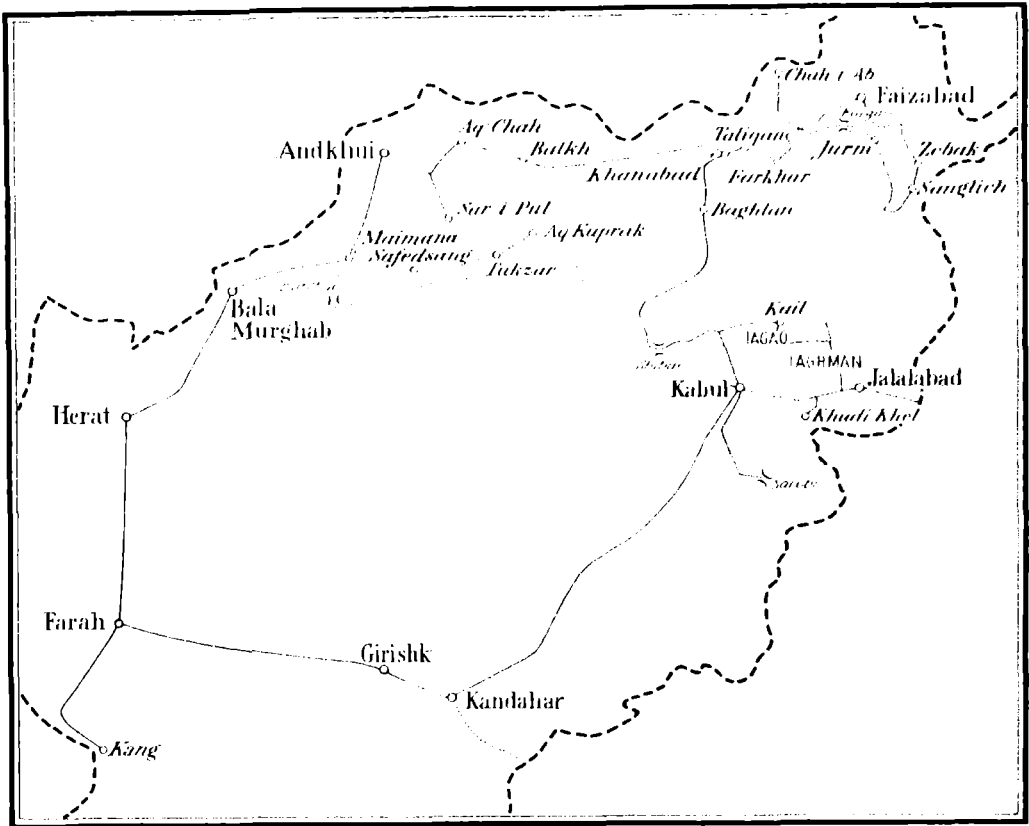 Chah i Ab
Faizabad
Aq Chah
Andkhui
Balkh
Taliqan
Jurm
Zebak
Khanabad
Farkhar
Sanglich
Sar i Pul
Baghlan
Aq Kuprak
Maimana
Safedsang
Takzar
Bala
Murghab
Kail
TAGAO
LAGHMAN
Kabul
Jalalabad
Herat
Khudi Khel
Farah
Girishk
Kandahar
Kang